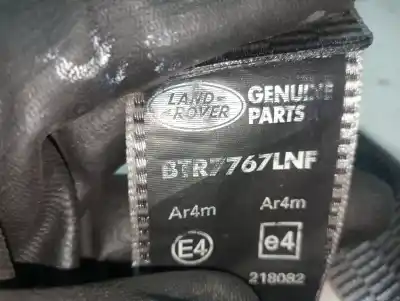 LAND-
ROVER
GENUINE
PARTS
BTR7767LNF
Ar4m Ar4m
E4 e4
218082